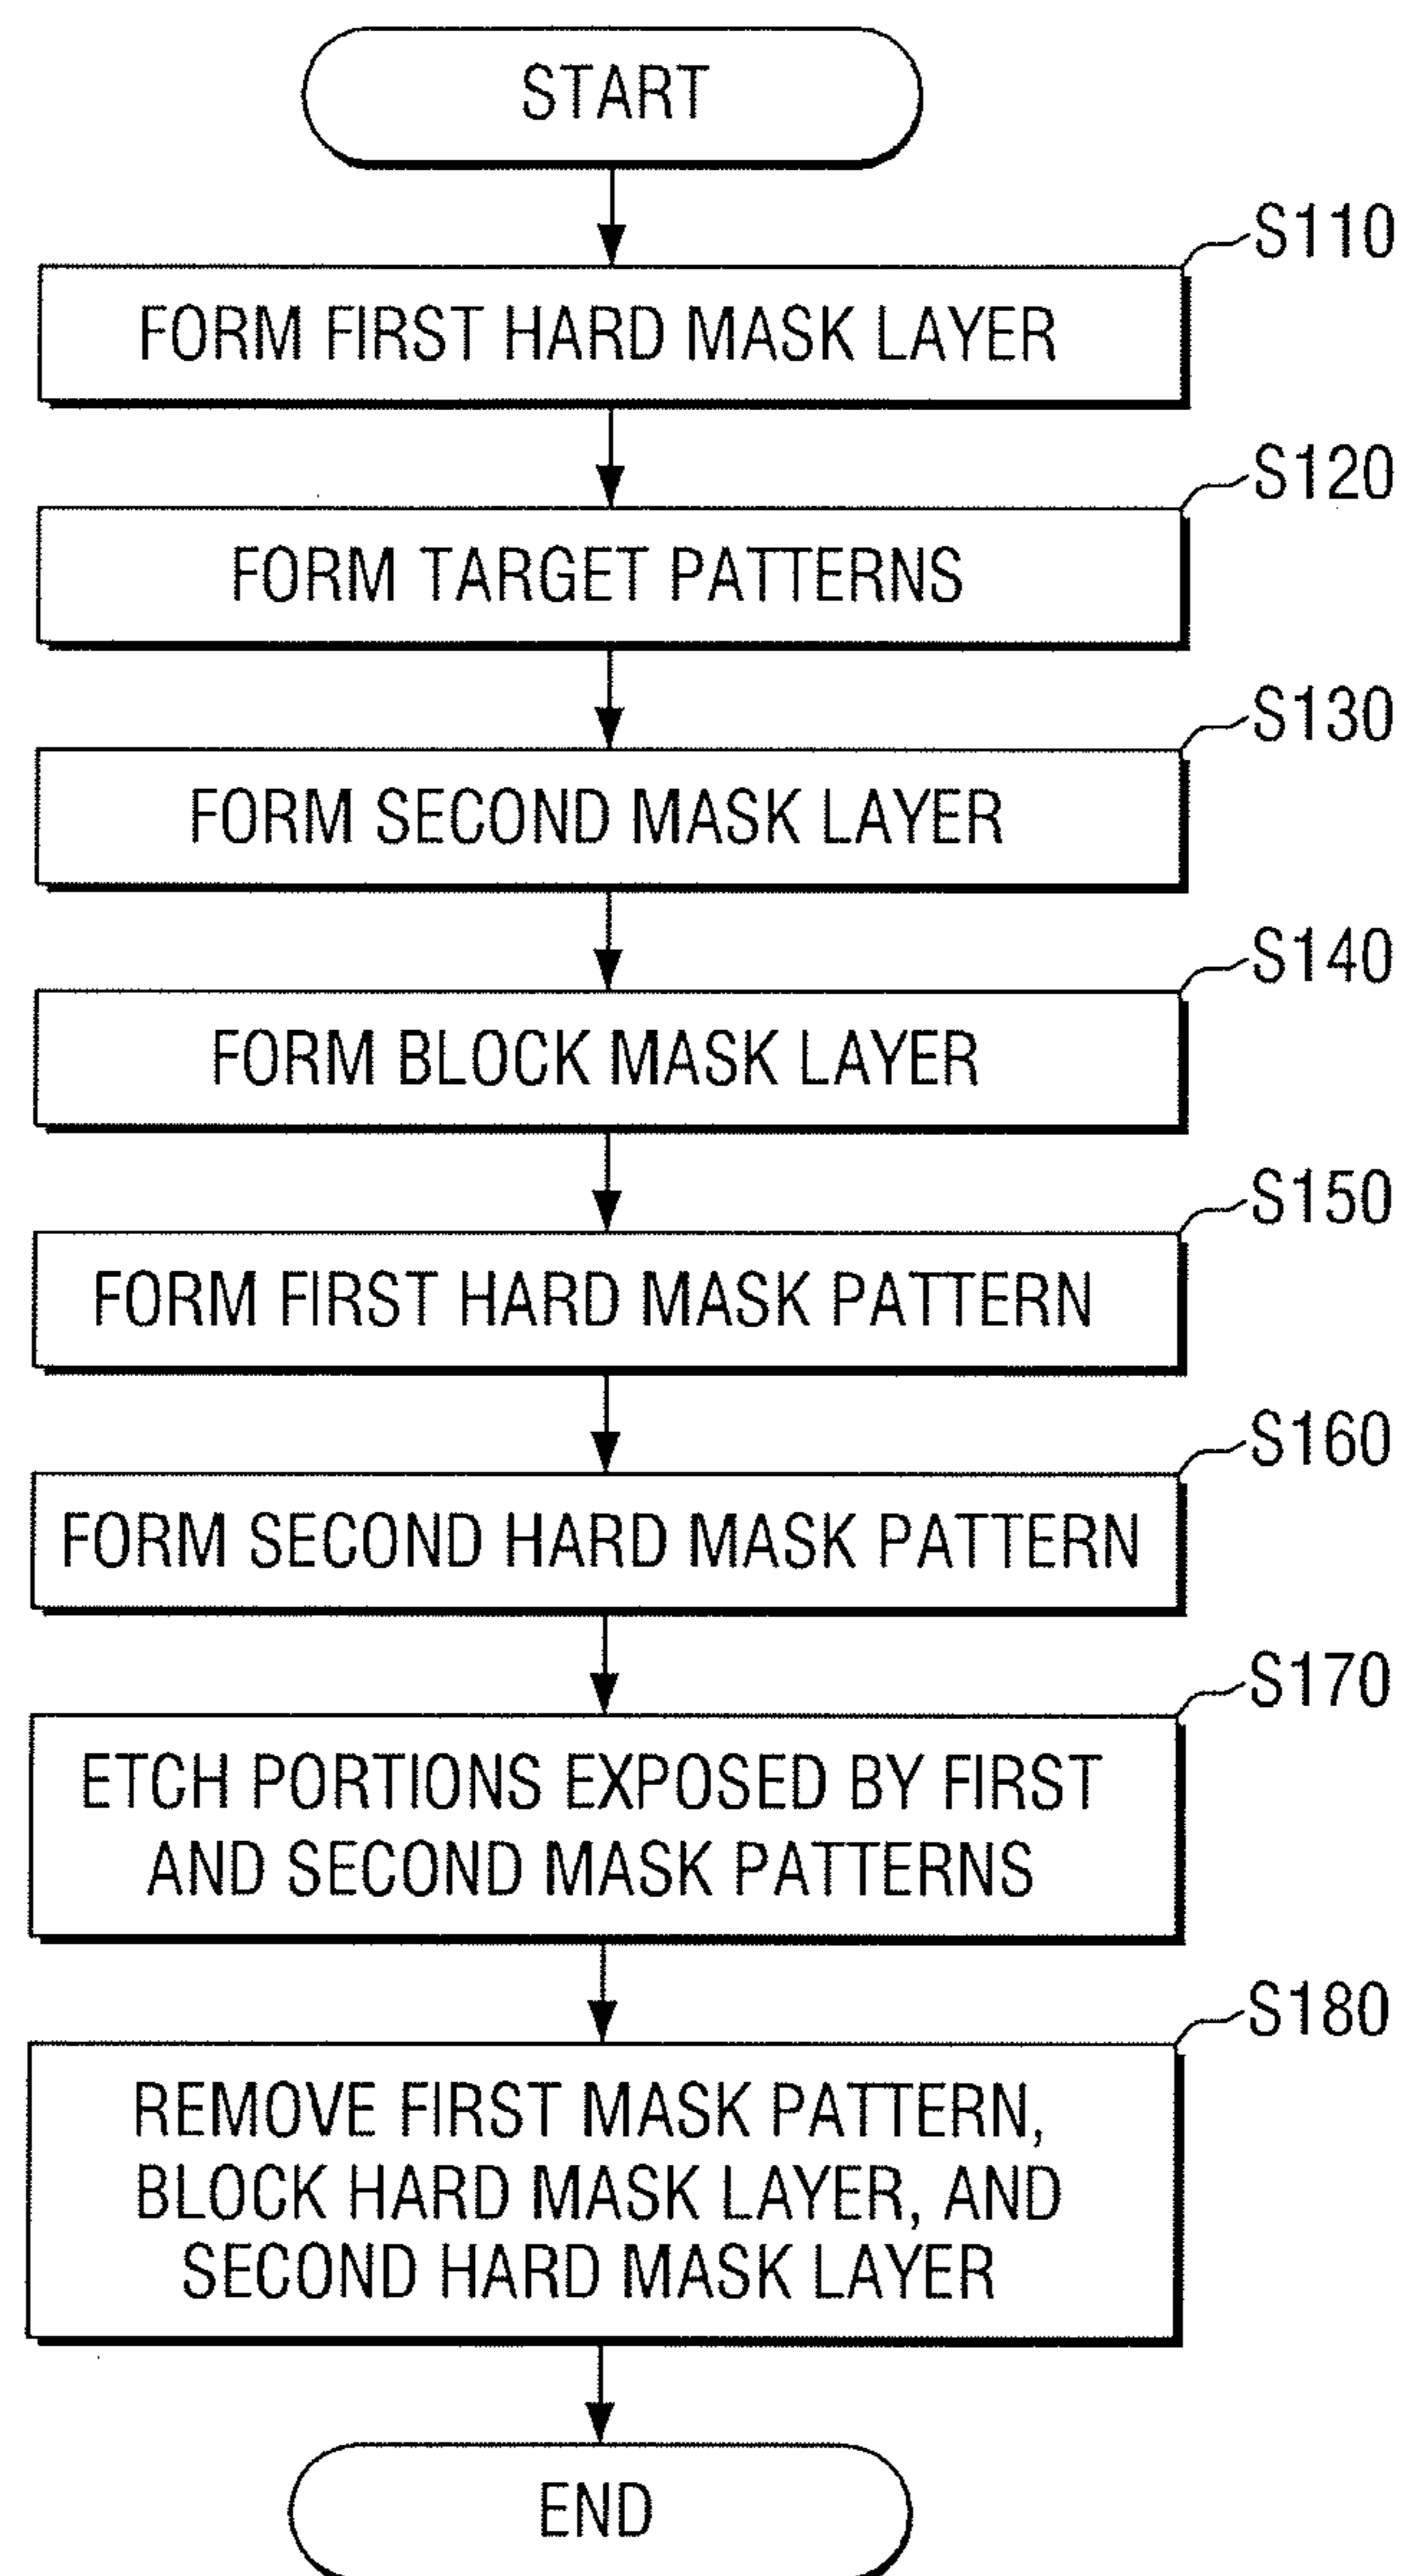 START
S110
FORM FIRST HARD MASK LAYER
S120
FORM TARGET PATTERNS
S130
FORM SECOND MASK LAYER
S140
FORM BLOCK MASK LAYER
S150
FORM FIRST HARD MASK PATTERN
S160
FORM SECOND HARD MASK PATTERN
S170
ETCH PORTIONS EXPOSED BY FIRST
AND SECOND MASK PATTERNS
S180
REMOVE FIRST MASK PATTERN,
BLOCK HARD MASK LAYER, AND
SECOND HARD MASK LAYER
END